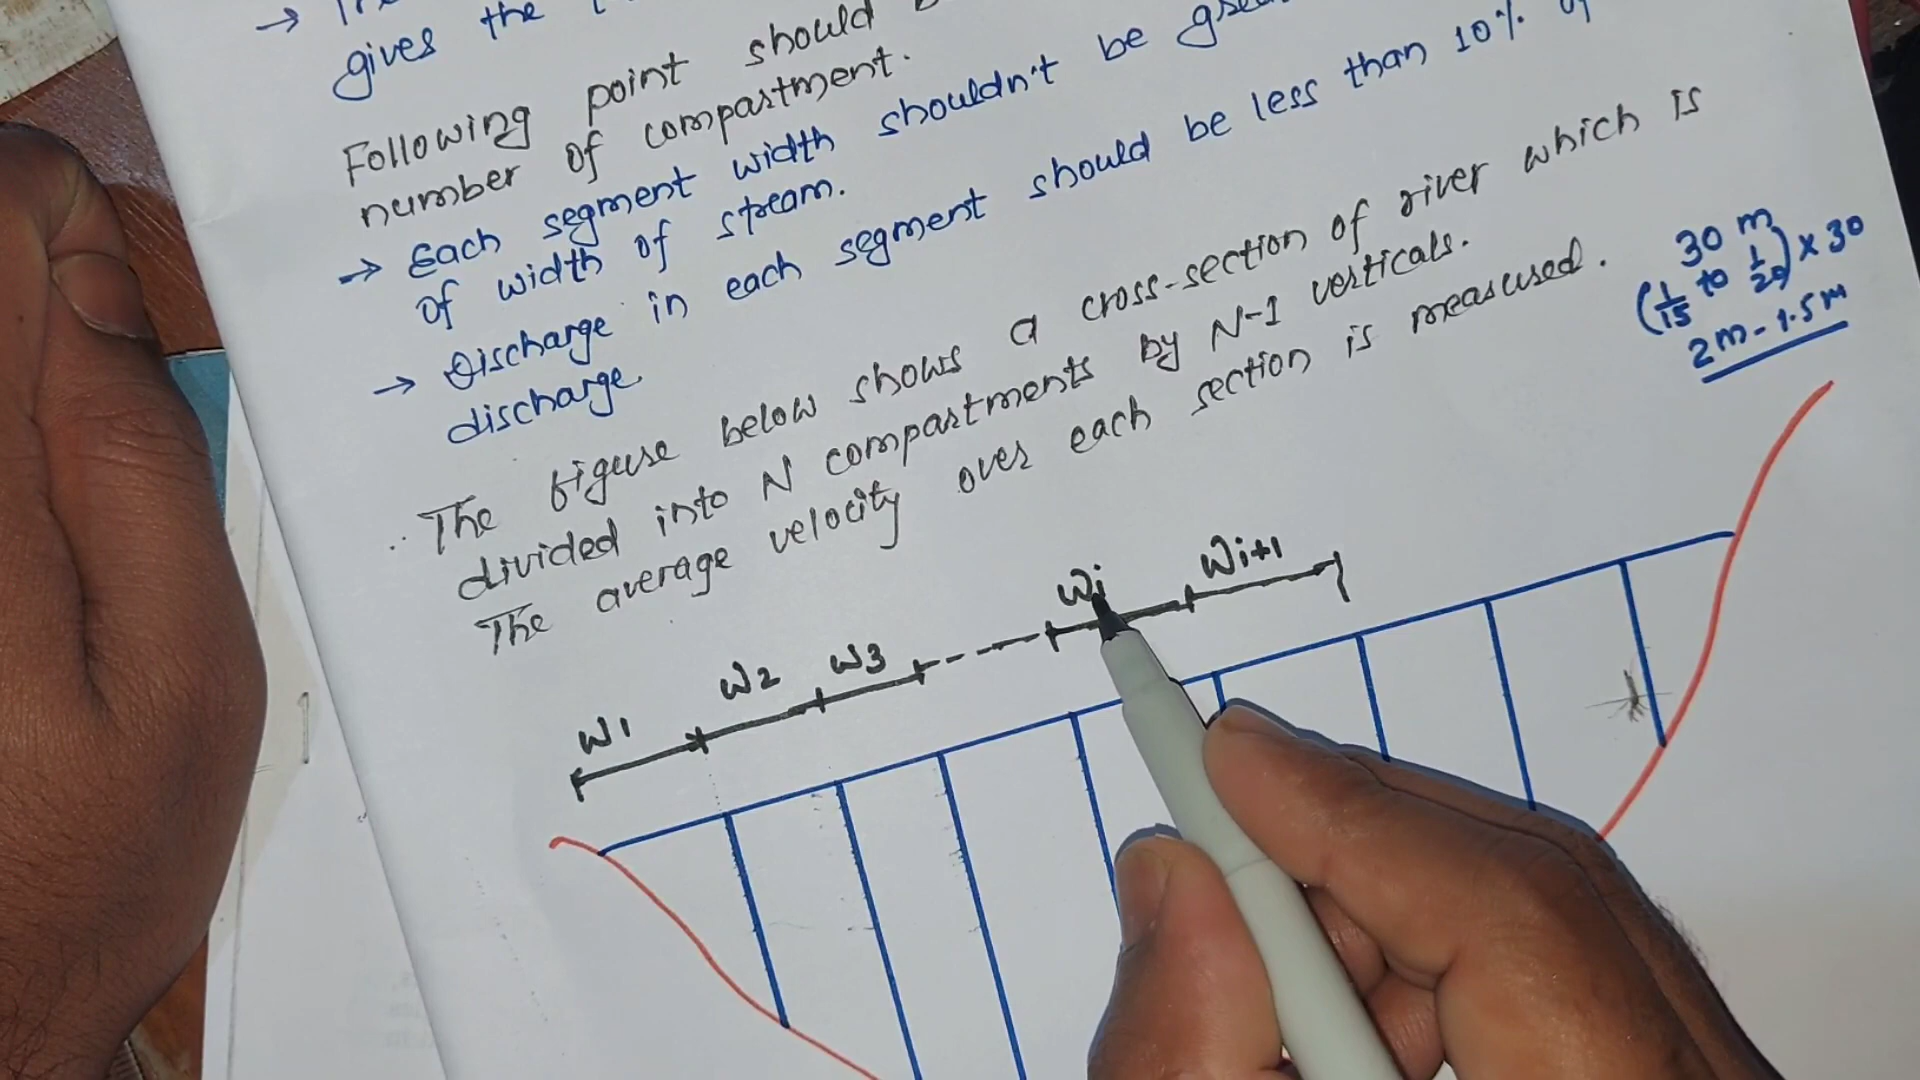 gives the
Following point should
number of compartment.
→ Each segment width shouldn't be
of width of stream.
→ Discharge in each segment should be less than 10% of
discharge.
The figure below shows a cross-section of river which is
divided into N compartments by N-1 verticals.
The average velocity over each section is measured.
30 m
(1/15 to 1/20) × 30
2m - 1.5m
W1 W2 W3 Wi Wi+1